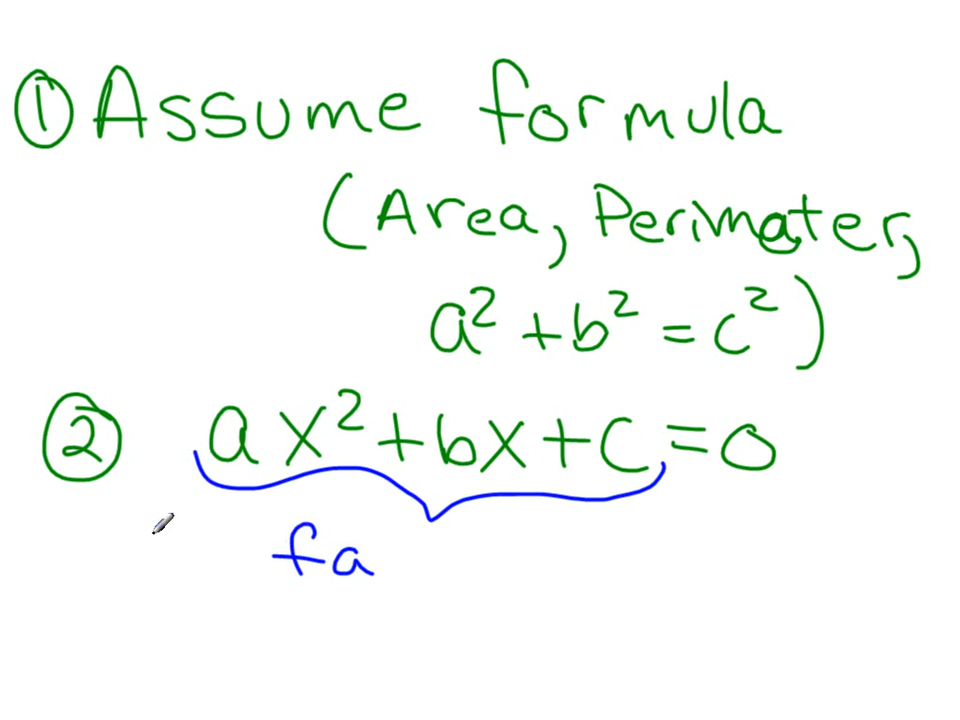 ① Assume formula
(Area, Perimater,
a² + b² = c²)
② ax² + bx + c = 0
fa